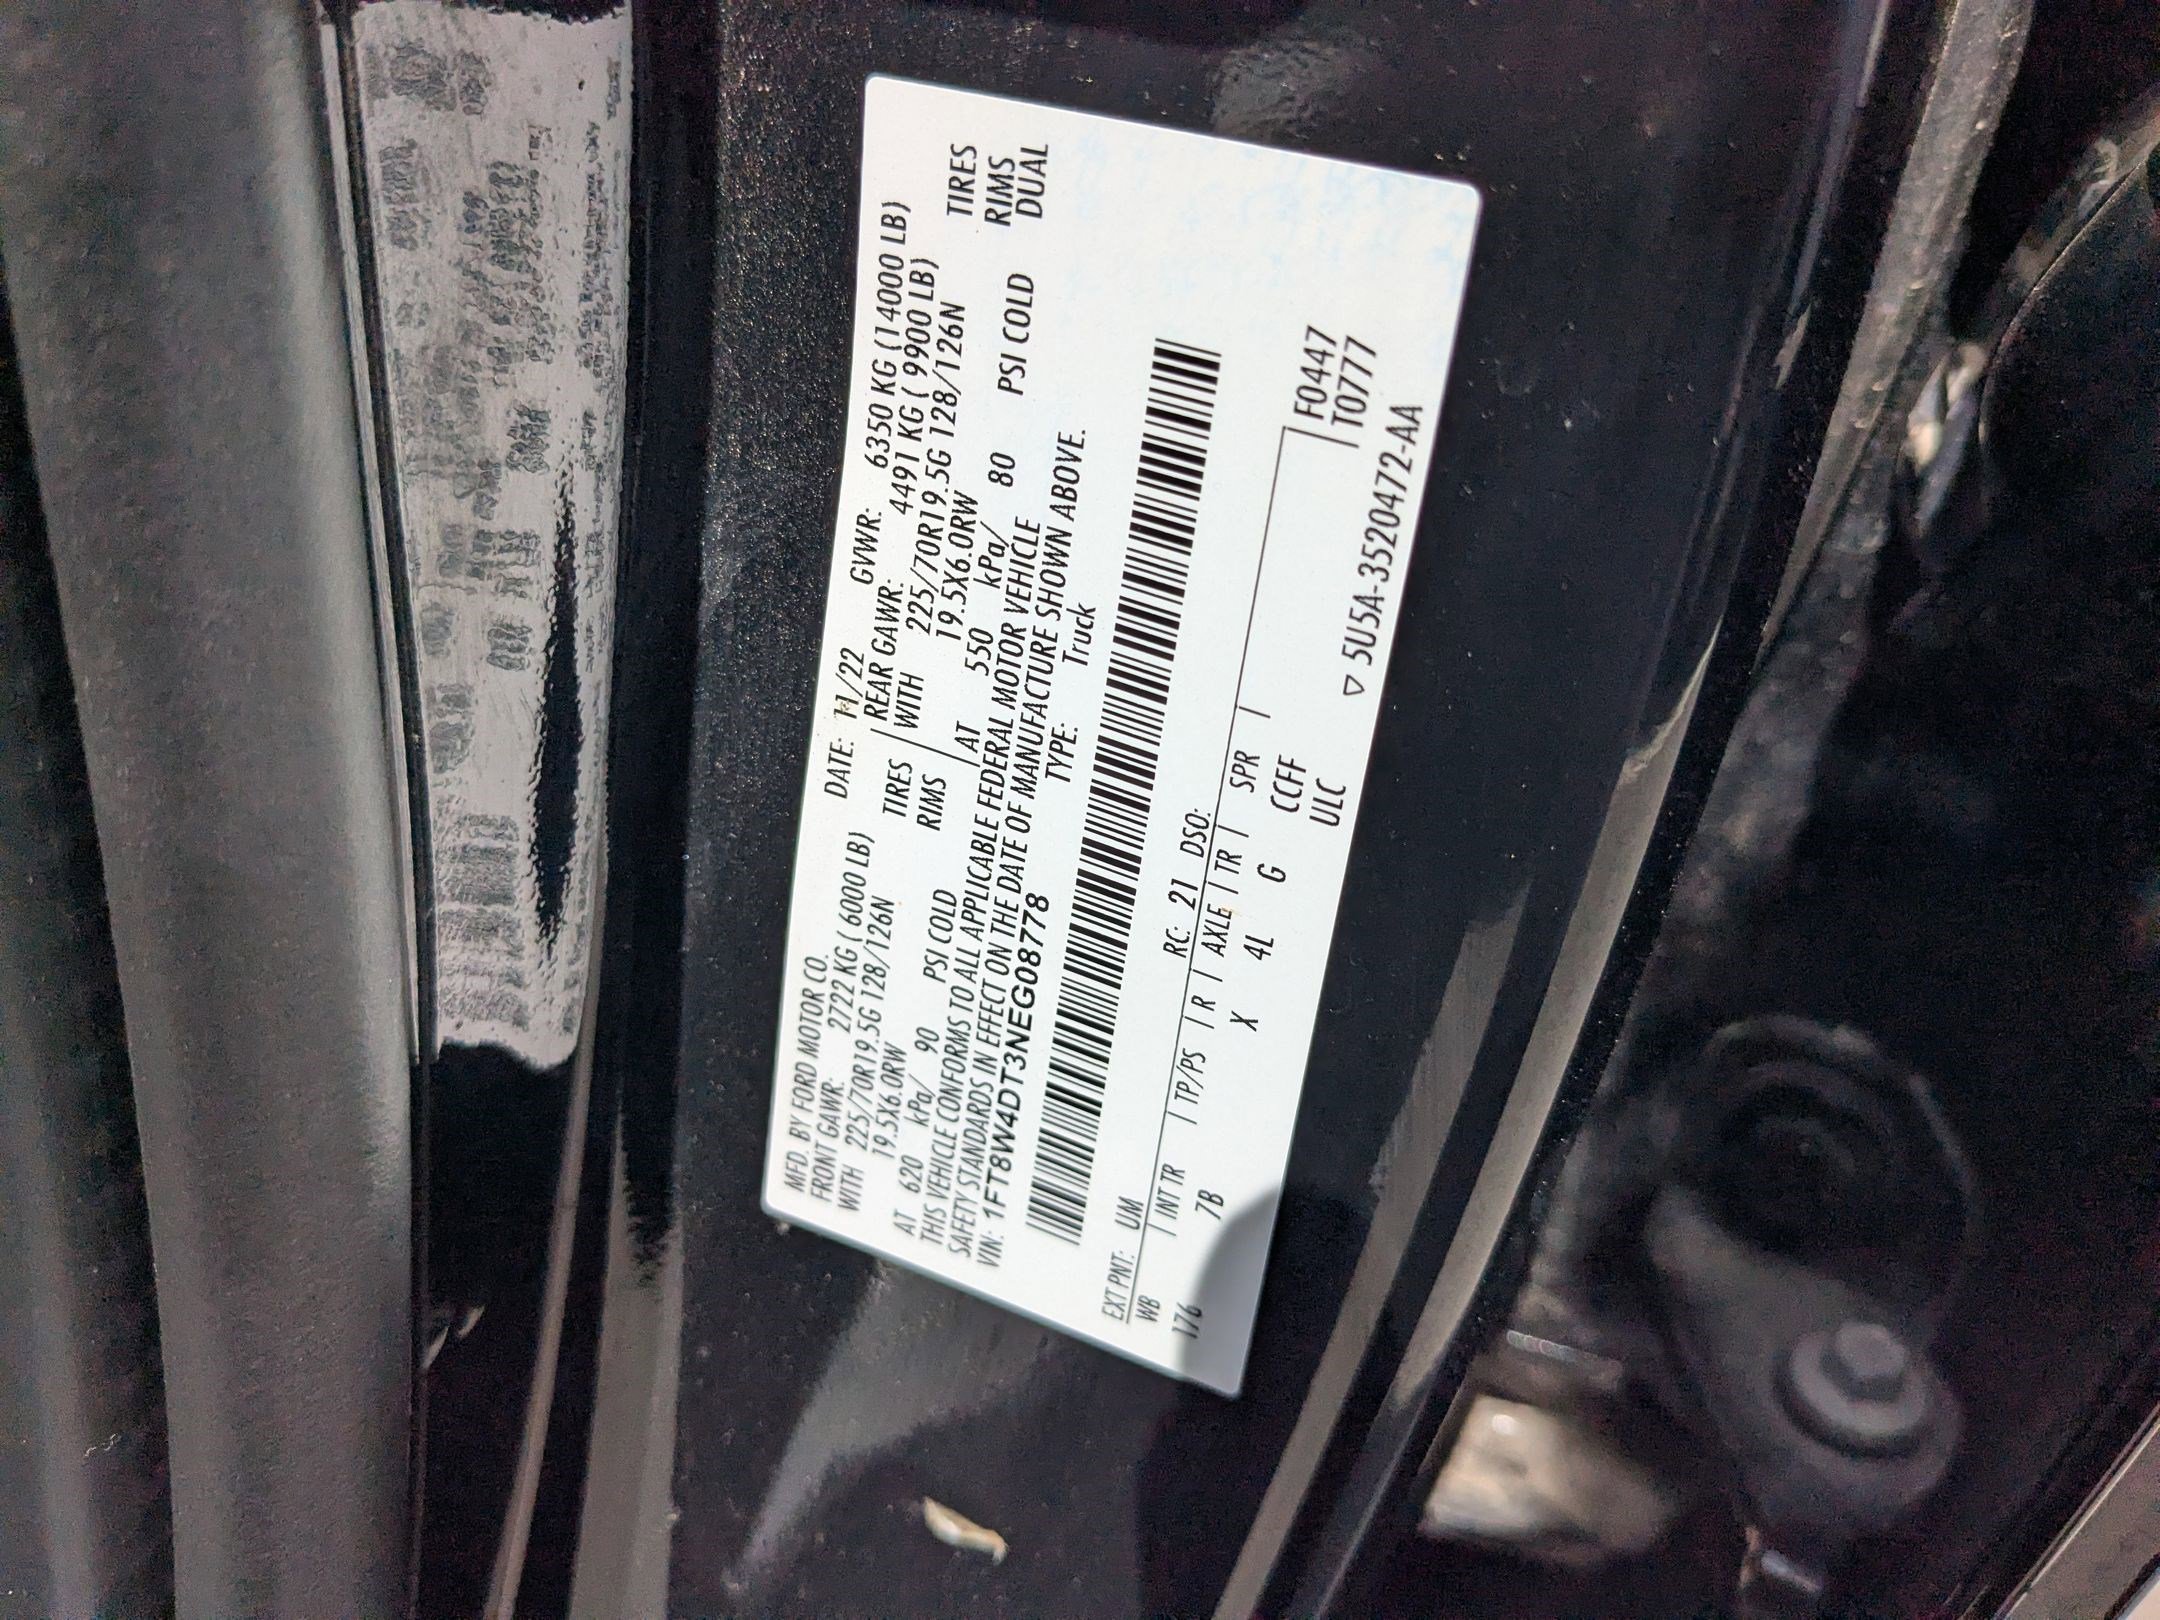 MFD. BY FORD MOTOR CO. DATE: 11/22 GVWR: 6350 KG (14000 LB)
FRONT GAWR: 2722 KG ( 6000 LB) REAR GAWR: 4491 KG ( 9900 LB)
WITH 225/70R19.5G 128/126N TIRES WITH 225/70R19.5G 128/126N TIRES
19.5X6.0RW RIMS 19.5X6.0RW RIMS
AT 620 kPa/ 90 PSI COLD AT 550 kPa/ 80 PSI COLD DUAL
THIS VEHICLE CONFORMS TO ALL APPLICABLE FEDERAL MOTOR VEHICLE
SAFETY STANDARDS IN EFFECT ON THE DATE OF MANUFACTURE SHOWN ABOVE.
VIN: 1FT8W4DT3NEG08778 TYPE: Truck
EXT PNT: UM RC: 21 DSO:
WB | INT TR | TP/PS | R | AXLE | TR | SPR | F0447
176 7B X 4L G CCFF T0777
ULC ▽ 5U5A-3520472-AA